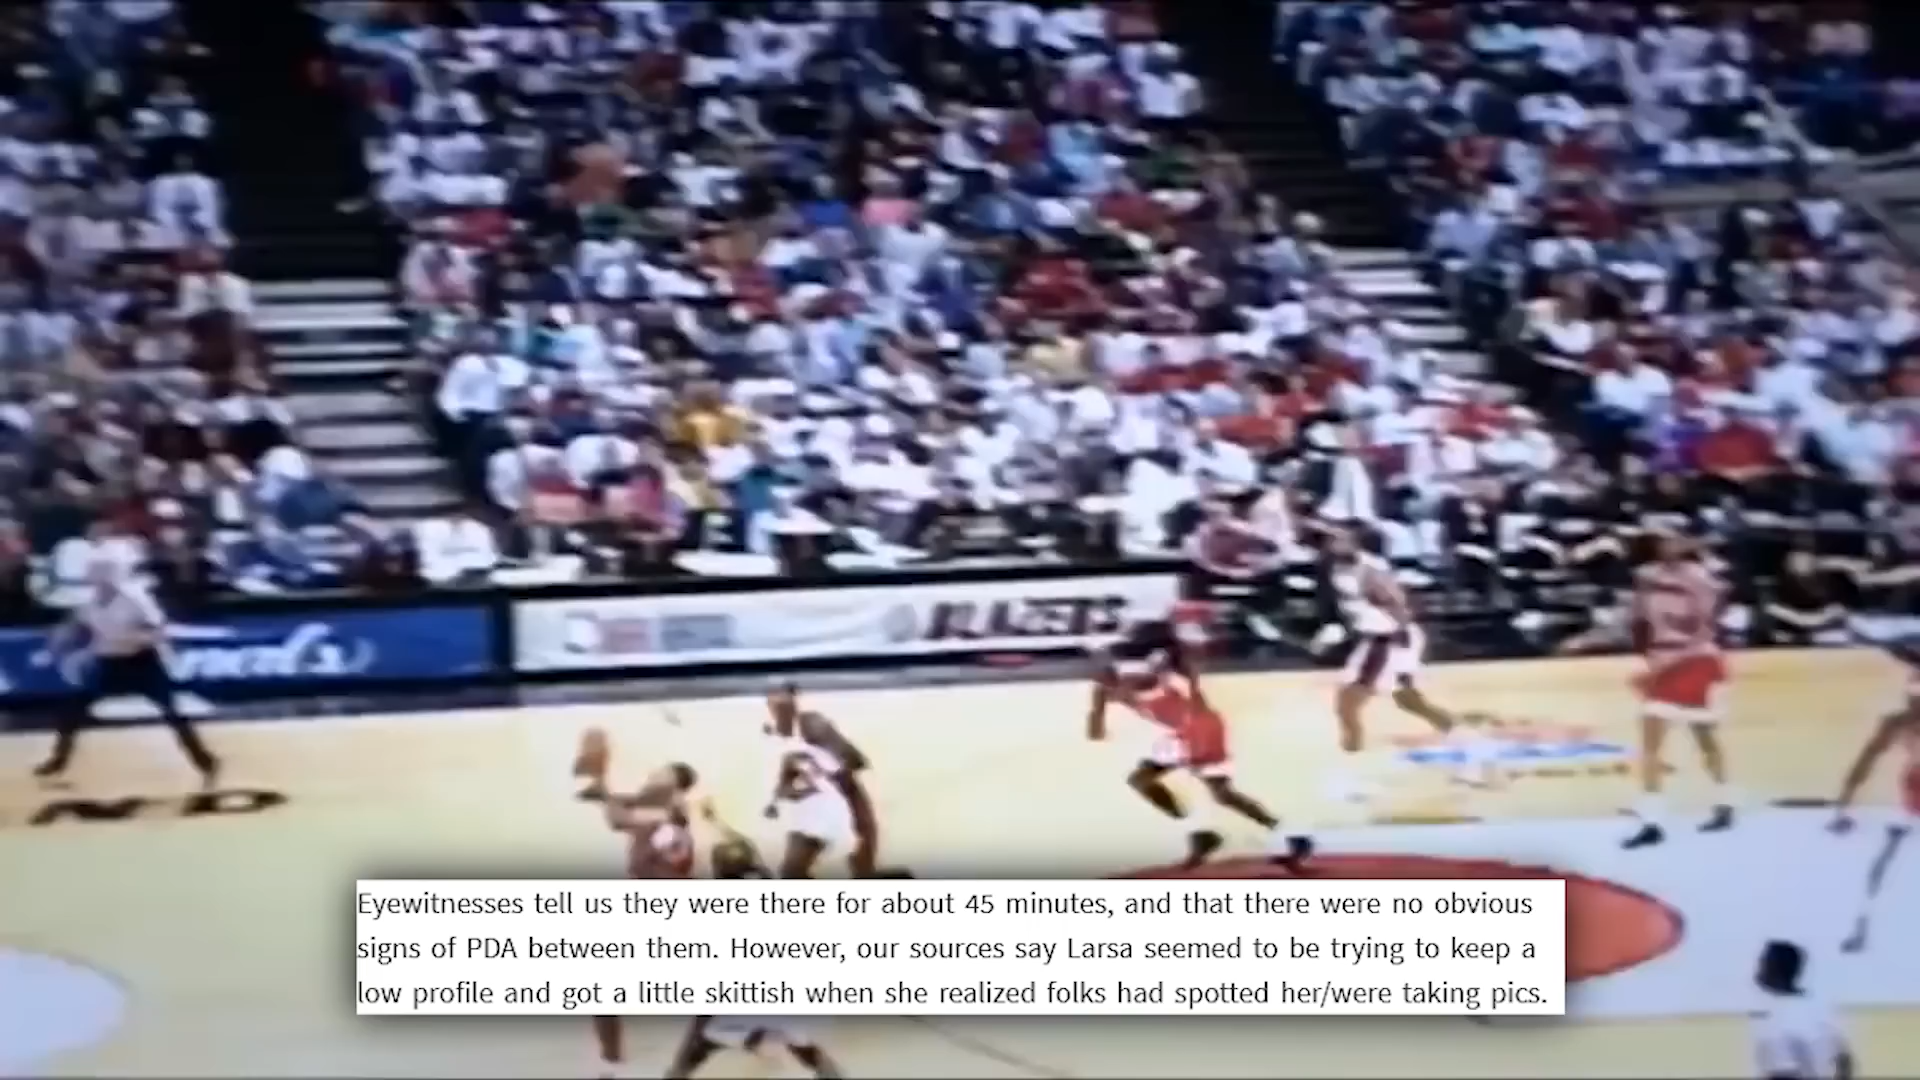 Finals
BLAZERS
Eyewitnesses tell us they were there for about 45 minutes, and that there were no obvious
signs of PDA between them. However, our sources say Larsa seemed to be trying to keep a
low profile and got a little skittish when she realized folks had spotted her/were taking pics.